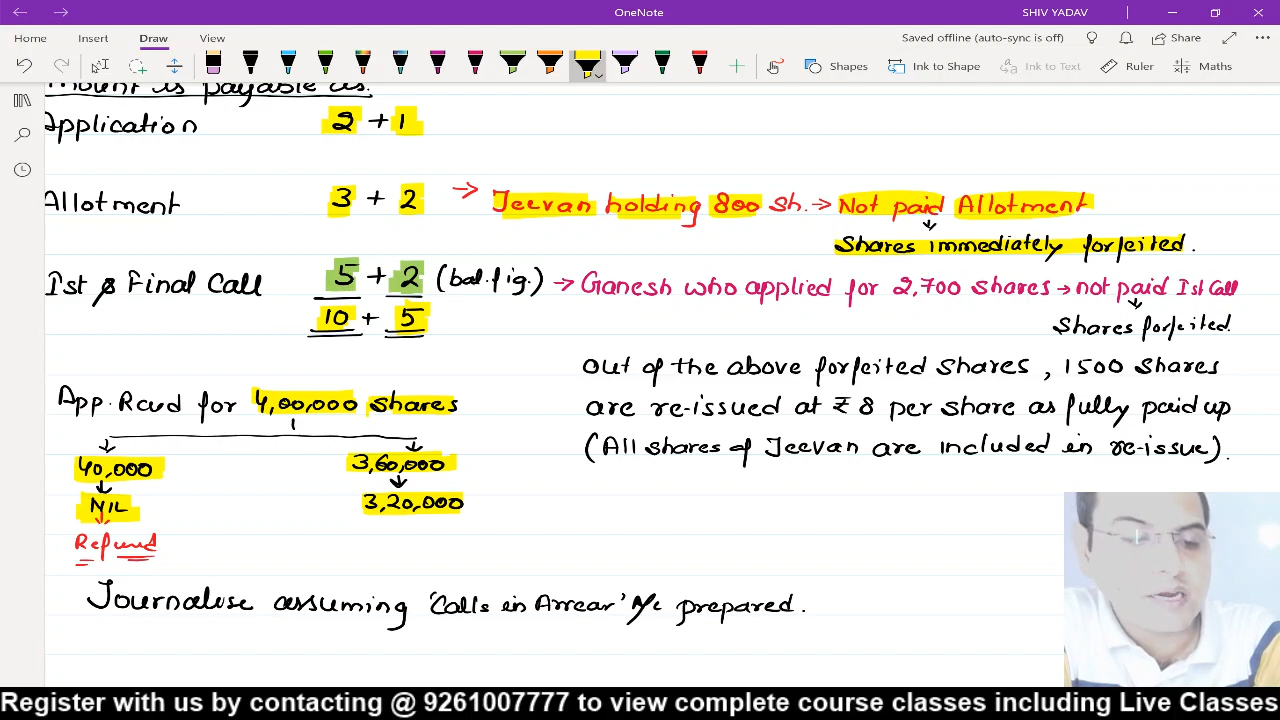 OneNote
SHIV YADAV
Home Insert Draw View
Saved offline (auto-sync is off)
Share
Shapes
Ink to Shape
Ink to Text
Ruler
Maths
mount is payable as:
Application 2 + 1
Allotment 3 + 2 → Jeevan holding 800 Sh. → Not paid Allotment
Shares immediately forfeited.
Ist & Final Call 5 + 2 (bal. fig.) → Ganesh who applied for 2,700 shares → not paid Ist Call
10 + 5
Shares forfeited.
Out of the above forfeited shares, 1500 shares
are re-issued at ₹ 8 per share as fully paid up
(All shares of Jeevan are included in re-issue).
App. Rcvd for 4,00,000 shares
40,000 3,60,000
NIL 3,20,000
Refund
Journalise assuming 'Calls in Arrear' A/c prepared.
Register with us by contacting @ 9261007777 to view complete course classes including Live Classes